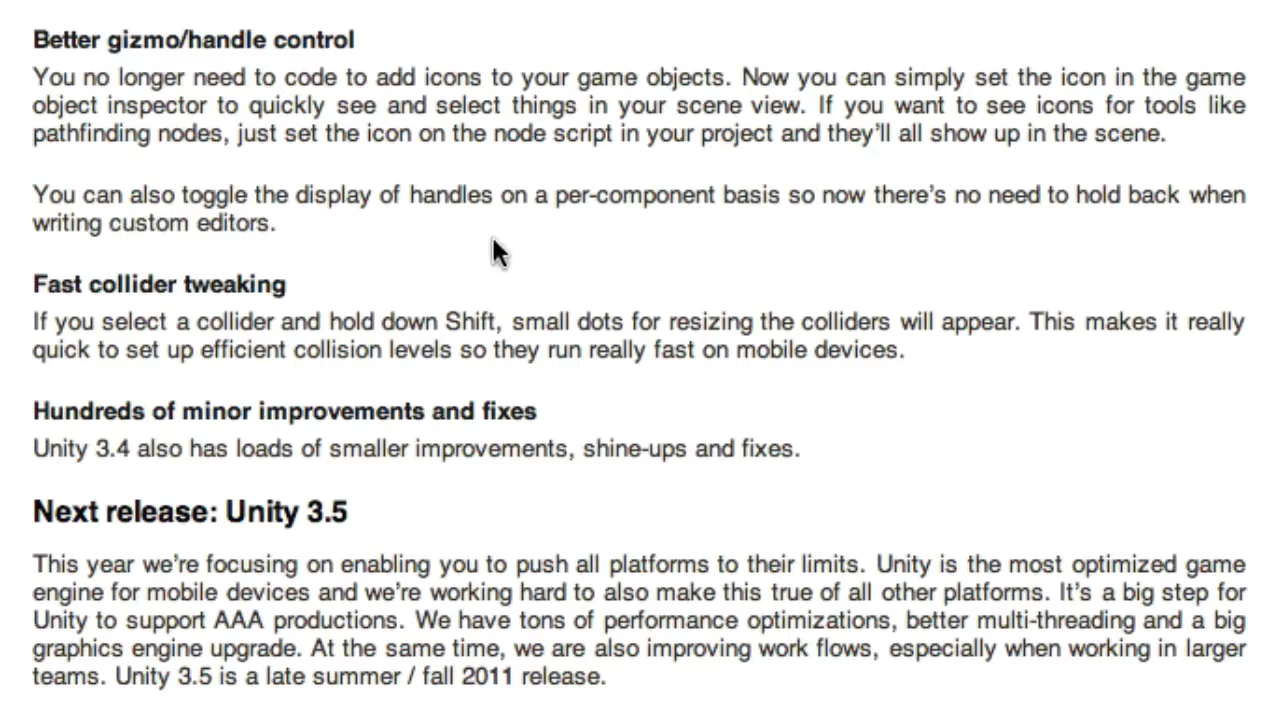 Better gizmo/handle control
You no longer need to code to add icons to your game objects. Now you can simply set the icon in the game
object inspector to quickly see and select things in your scene view. If you want to see icons for tools like
pathfinding nodes, just set the icon on the node script in your project and they'll all show up in the scene.
You can also toggle the display of handles on a per-component basis so now there's no need to hold back when
writing custom editors.
Fast collider tweaking
If you select a collider and hold down Shift, small dots for resizing the colliders will appear. This makes it really
quick to set up efficient collision levels so they run really fast on mobile devices.
Hundreds of minor improvements and fixes
Unity 3.4 also has loads of smaller improvements, shine-ups and fixes.
Next release: Unity 3.5
This year we're focusing on enabling you to push all platforms to their limits. Unity is the most optimized game
engine for mobile devices and we're working hard to also make this true of all other platforms. It's a big step for
Unity to support AAA productions. We have tons of performance optimizations, better multi-threading and a big
graphics engine upgrade. At the same time, we are also improving work flows, especially when working in larger
teams. Unity 3.5 is a late summer / fall 2011 release.